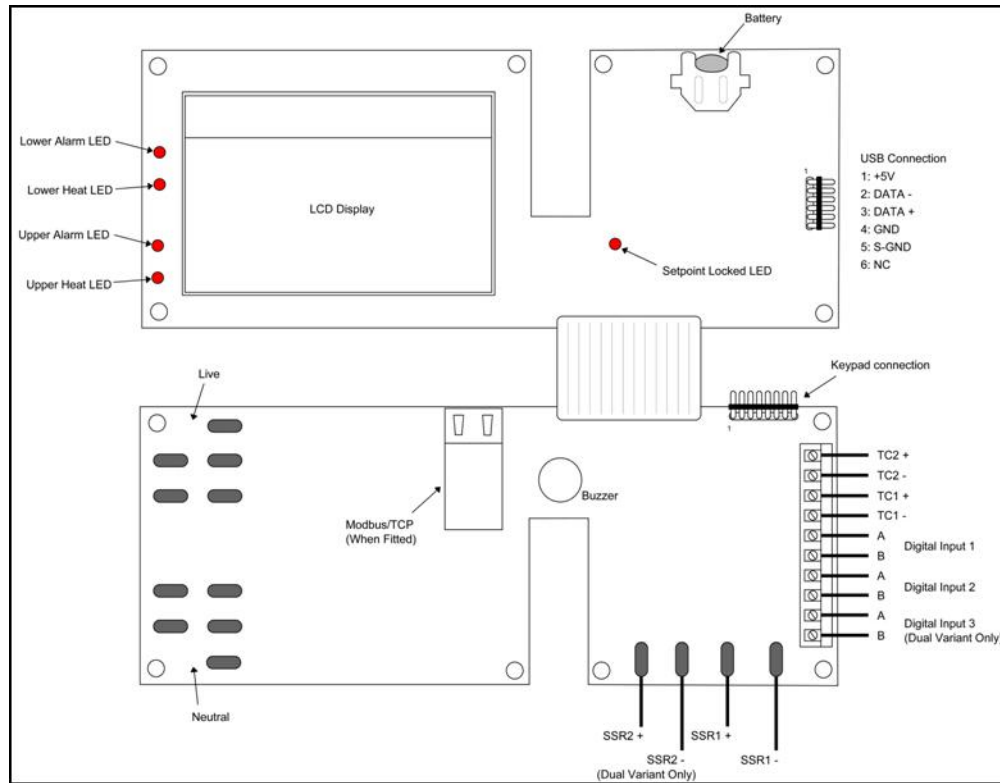 Battery
Lower Alarm LED
Lower Heat LED
Upper Alarm LED
Upper Heat LED
LCD Display
Setpoint Locked LED
1
USB Connection
1: +5V
2: DATA -
3: DATA +
4: GND
5: S-GND
6: NC
Live
Keypad connection
1
Modbus/TCP
(When Fitted)
Buzzer
TC2 +
TC2 -
TC1 +
TC1 -
A
Digital Input 1
B
A
Digital Input 2
B
A
Digital Input 3
(Dual Variant Only)
B
Neutral
SSR2 +
SSR1 +
SSR2 -
(Dual Variant Only)
SSR1 -